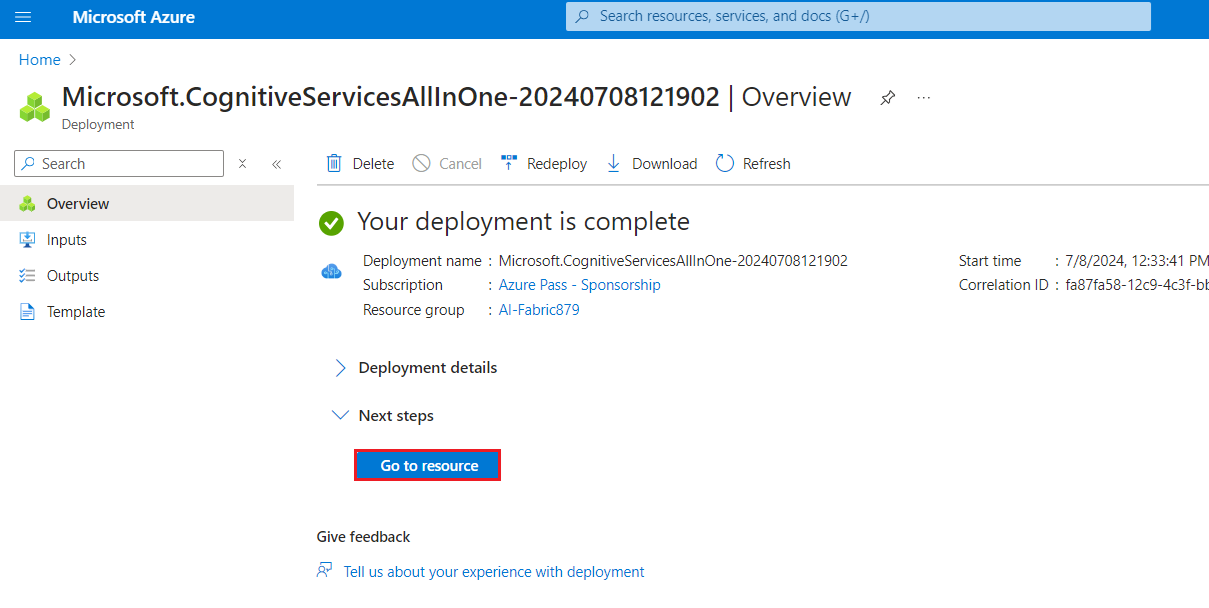 Microsoft Azure
Search resources, services, and docs (G+/)
Home
Microsoft.CognitiveServicesAllInOne-20240708121902 | Overview
Deployment
Search
Overview
Inputs
Outputs
Template
Delete Cancel Redeploy Download Refresh
Your deployment is complete
Deployment name : Microsoft.CognitiveServicesAllInOne-20240708121902
Subscription : Azure Pass - Sponsorship
Resource group : AI-Fabric879
Start time : 7/8/2024, 12:33:41 PM
Correlation ID : fa87fa58-12c9-4c3f-bb
Deployment details
Next steps
Go to resource
Give feedback
Tell us about your experience with deployment